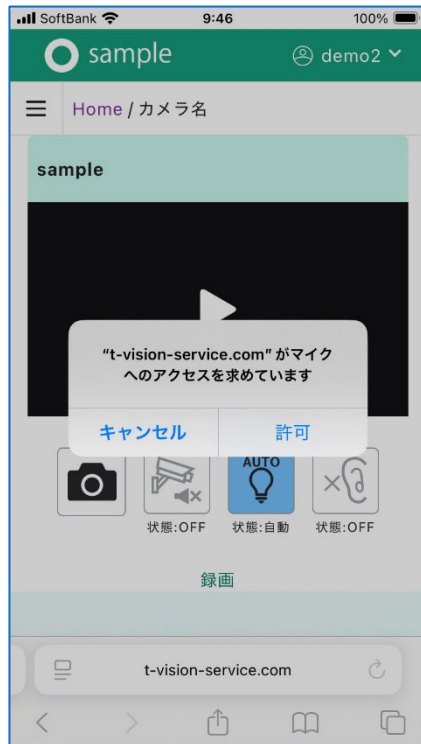 SoftBank 9:46 100%
sample demo2
Home / カメラ名
sample
“t-vision-service.com” がマイク
へのアクセスを求めています
キャンセル 許可
AUTO
状態:OFF 状態:自動 状態:OFF
録画
t-vision-service.com